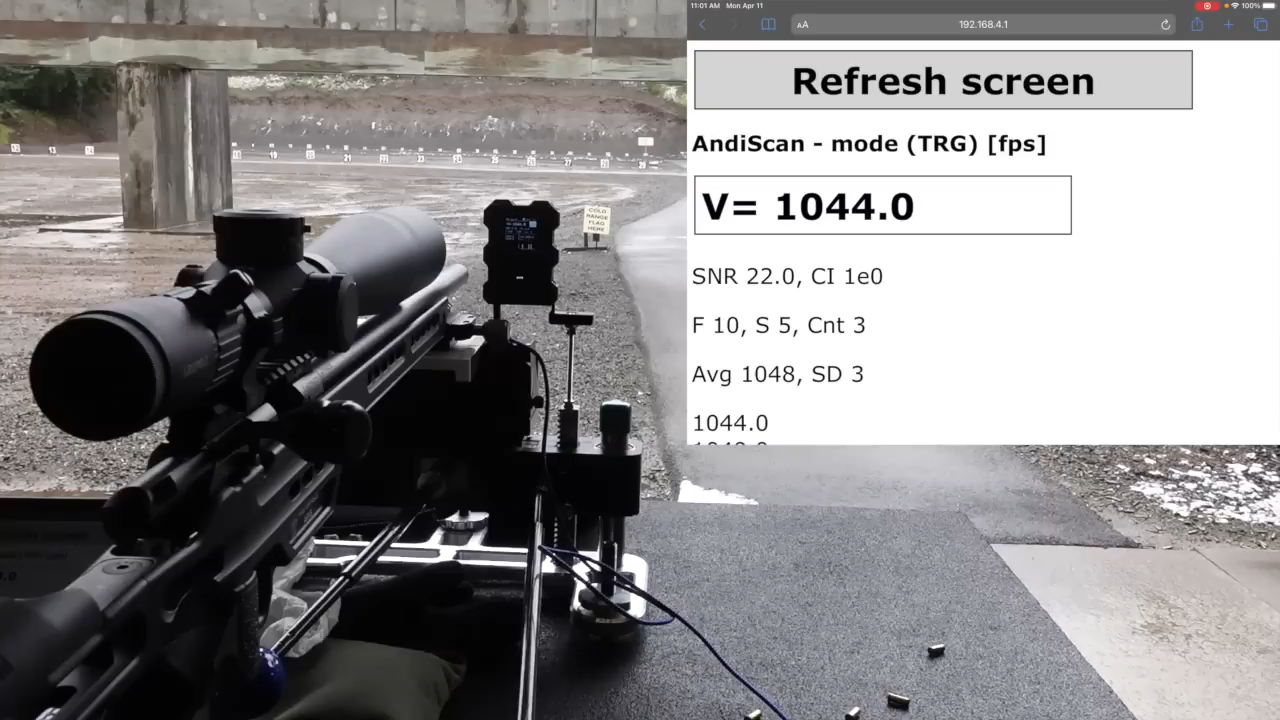 11:01 AM Mon Apr 11
100%
AA
192.168.4.1
Refresh screen
AndiScan - mode (TRG) [fps]
V= 1044.0
SNR 22.0, CI 1e0
F 10, S 5, Cnt 3
Avg 1048, SD 3
1044.0
COLD
RANGE
FLAG
HERE